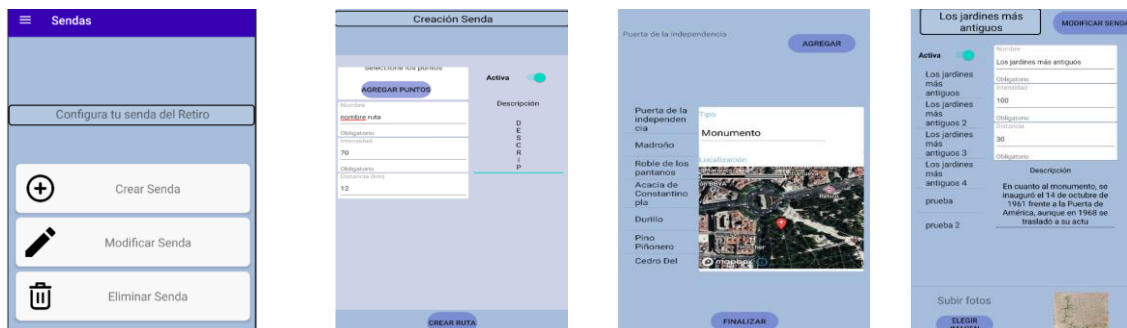 Sendas
Configura tu senda del Retiro
Crear Senda
Modificar Senda
Eliminar Senda
Creación Senda
Seleccione los puntos
AGREGAR PUNTOS
Activa
Nombre
nombre ruta
Obligatorio
Intensidad
70
Obligatorio
Distancia (km)
12
Descripción
D
E
S
C
R
I
P
CREAR RUTA
Puerta de la independencia
AGREGAR
Puerta de la
independen
cia
Madroño
Roble de los
pantanos
Acacia de
Constantino
pla
Durillo
Pino
Piñonero
Cedro Del
Tipo
Monumento
Localización
mapbox
FINALIZAR
Los jardines más
antiguos
MODIFICAR SENDA
Activa
Los jardines
más
antiguos
Los jardines
más
antiguos 2
Los jardines
más
antiguos 3
Los jardines
más
antiguos 4
prueba
prueba 2
Nombre
Los jardines más antiguos
Obligatorio
Intensidad
100
Obligatorio
Distancia
30
Obligatorio
Descripción
En cuanto al monumento, se
inauguró el 14 de octubre de
1961 frente a la Puerta de
América, aunque en 1968 se
trasladó a su actu
Subir fotos
ELEGIR
IMAGEN